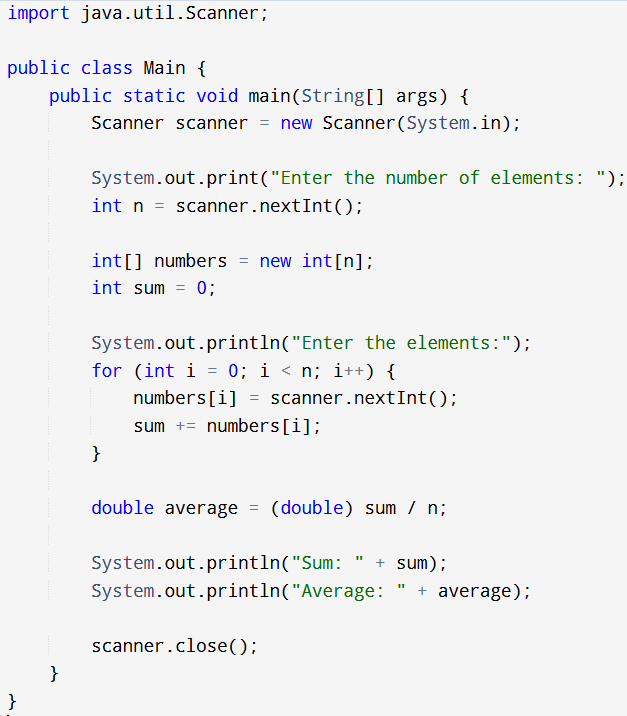 import java.util.Scanner;

public class Main {
    public static void main(String[] args) {
        Scanner scanner = new Scanner(System.in);

        System.out.print("Enter the number of elements: ");
        int n = scanner.nextInt();

        int[] numbers = new int[n];
        int sum = 0;

        System.out.println("Enter the elements:");
        for (int i = 0; i < n; i++) {
            numbers[i] = scanner.nextInt();
            sum += numbers[i];
        }

        double average = (double) sum / n;

        System.out.println("Sum: " + sum);
        System.out.println("Average: " + average);

        scanner.close();
    }
}